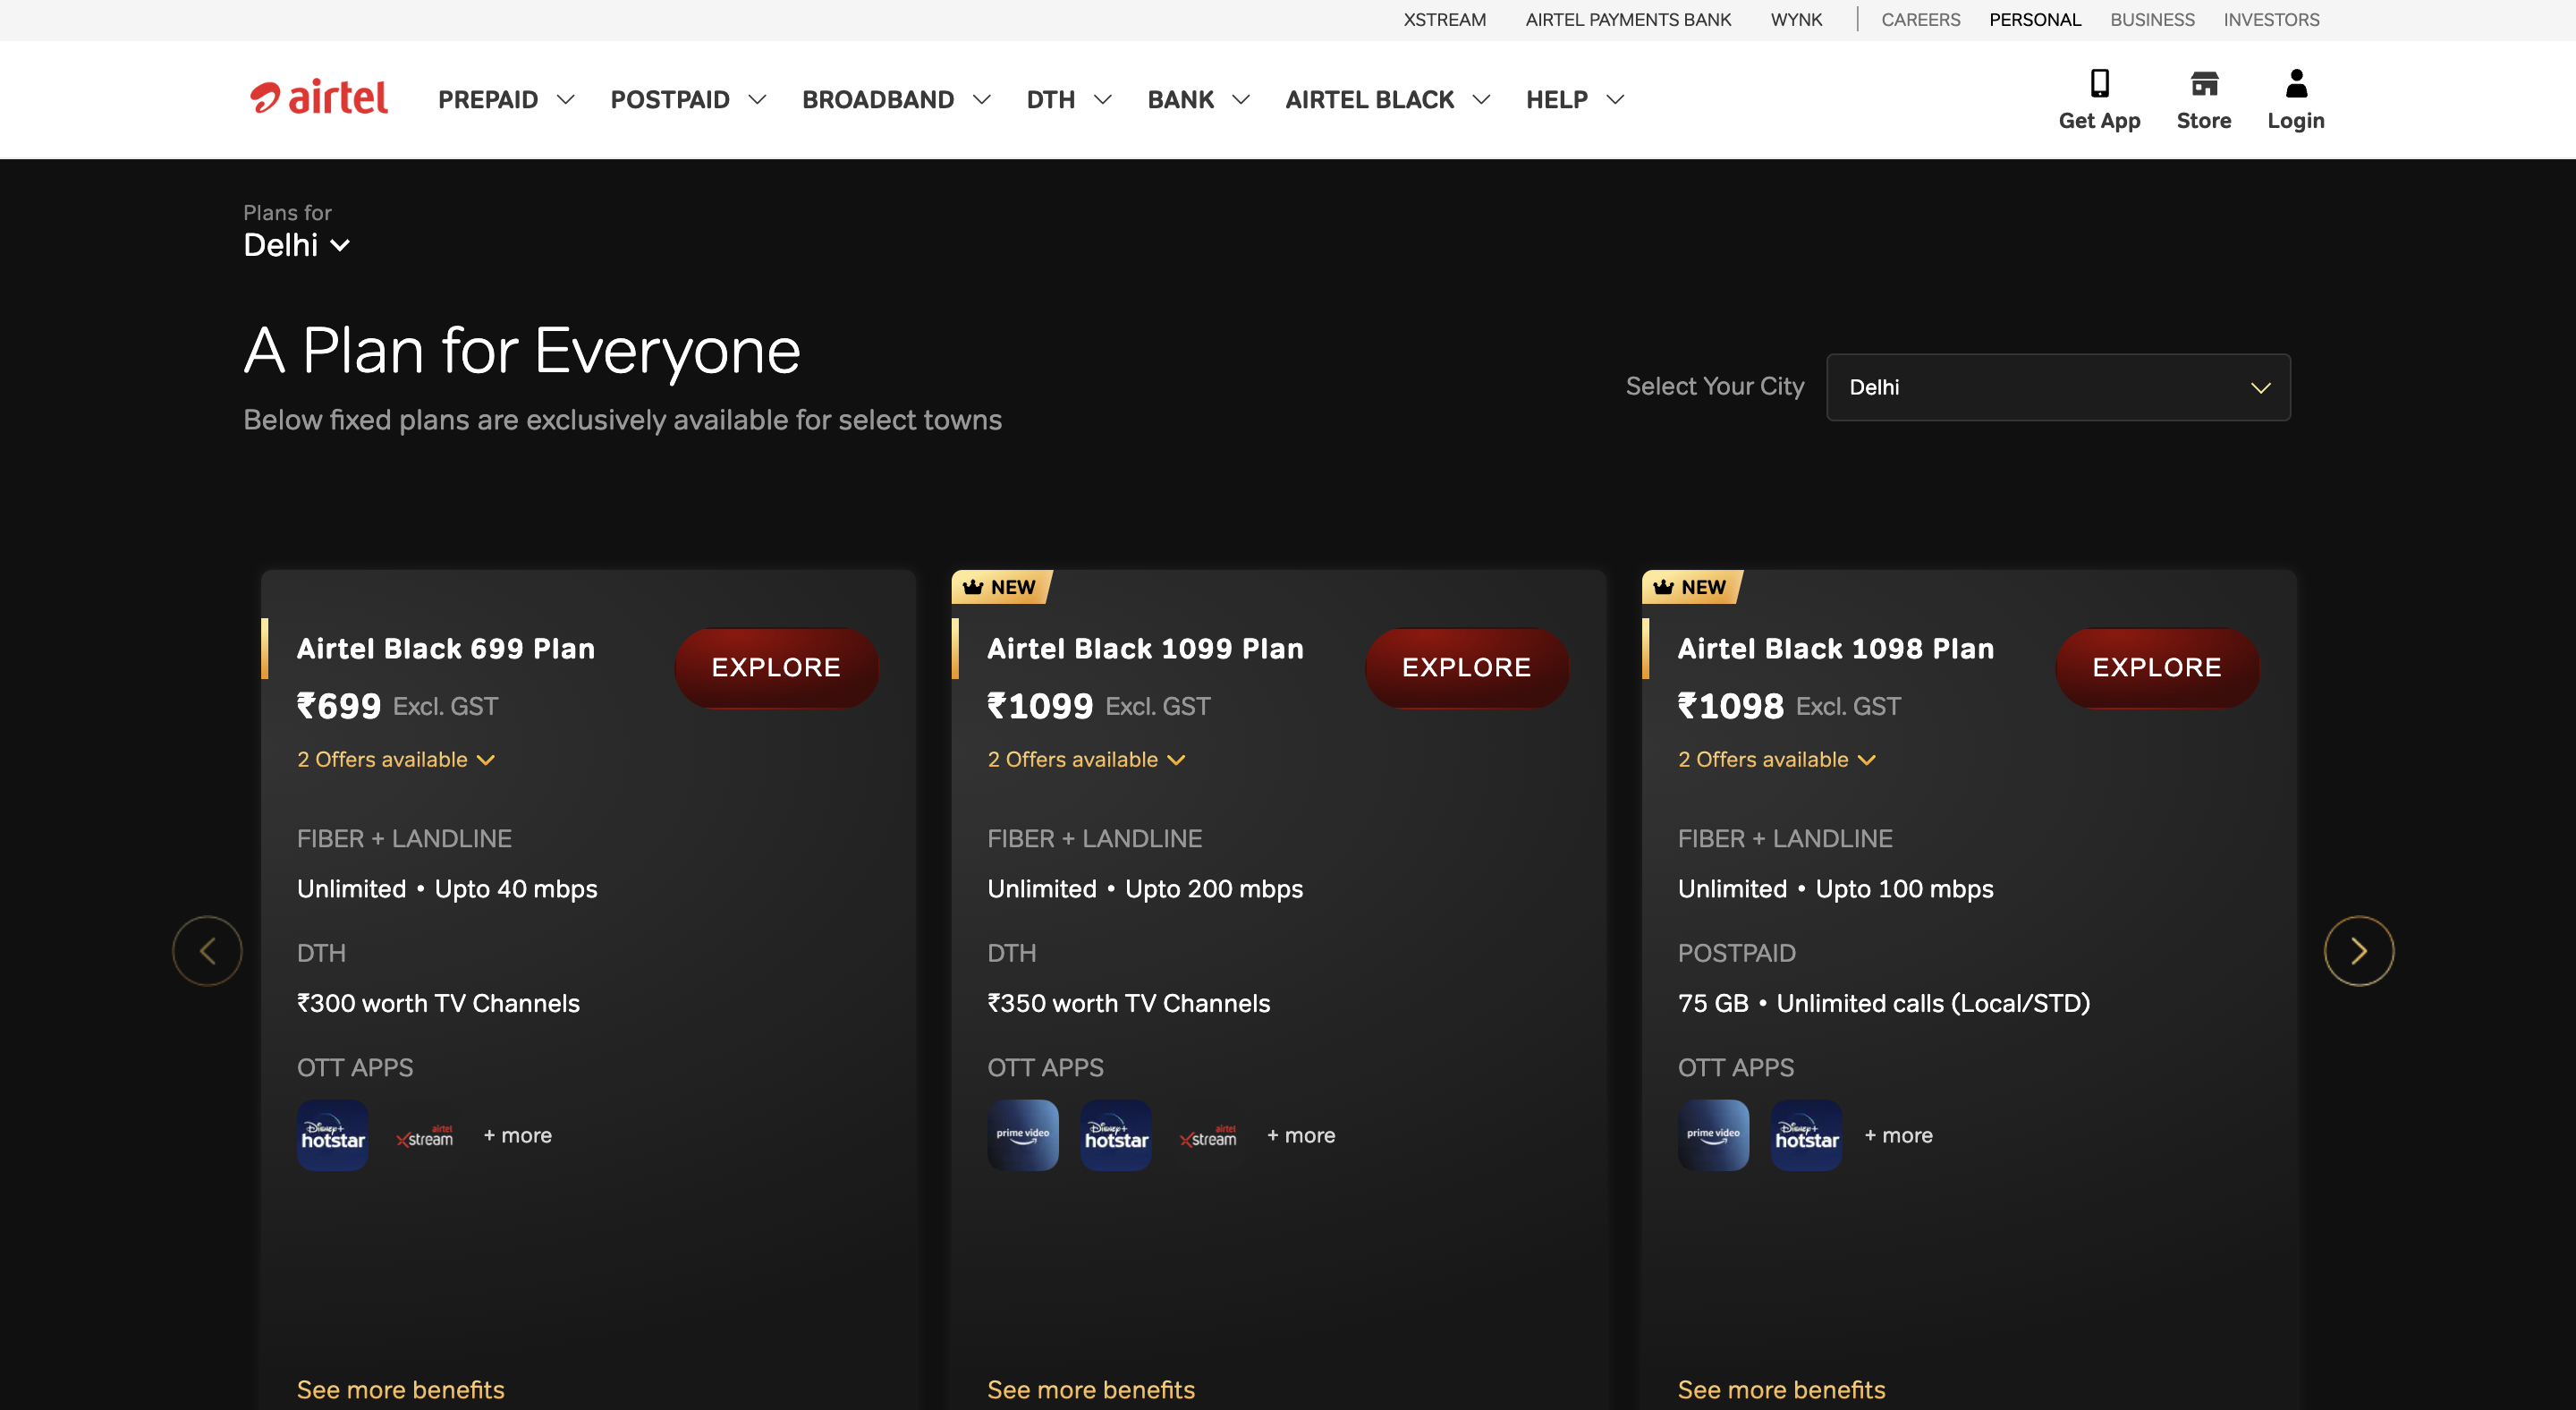 XSTREAM AIRTEL PAYMENTS BANK WYNK CAREERS PERSONAL BUSINESS INVESTORS
airtel PREPAID POSTPAID BROADBAND DTH BANK AIRTEL BLACK HELP
Get App Store Login
Plans for
Delhi
A Plan for Everyone
Below fixed plans are exclusively available for select towns
Select Your City Delhi
Airtel Black 699 Plan
EXPLORE
₹699 Excl. GST
2 Offers available
FIBER + LANDLINE
Unlimited • Upto 40 mbps
DTH
₹300 worth TV Channels
OTT APPS
Disney+ hotstar
airtel Xstream
+ more
See more benefits
NEW
Airtel Black 1099 Plan
EXPLORE
₹1099 Excl. GST
2 Offers available
FIBER + LANDLINE
Unlimited • Upto 200 mbps
DTH
₹350 worth TV Channels
OTT APPS
prime video
Disney+ hotstar
airtel Xstream
+ more
See more benefits
NEW
Airtel Black 1098 Plan
EXPLORE
₹1098 Excl. GST
2 Offers available
FIBER + LANDLINE
Unlimited • Upto 100 mbps
POSTPAID
75 GB • Unlimited calls (Local/STD)
OTT APPS
prime video
Disney+ hotstar
+ more
See more benefits